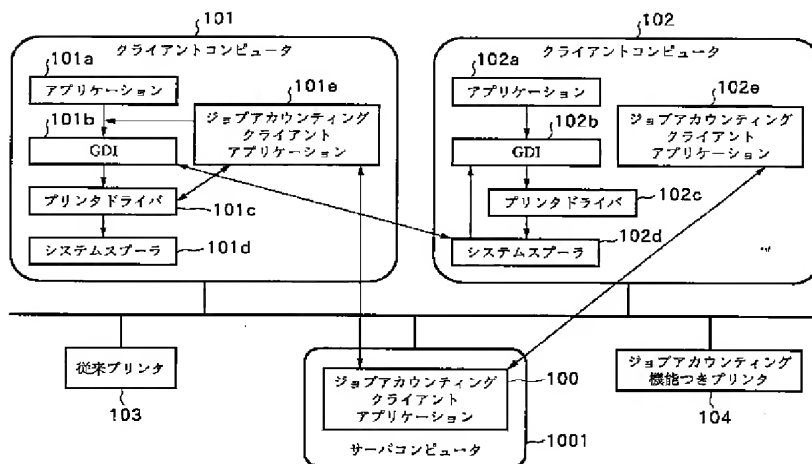 101
クライアントコンピュータ
101a
アプリケーション
101b
GDI
101e
ジョブアカウンティング
クライアント
アプリケーション
プリンタドライバ
101c
システムスプーラ
101d
102
クライアントコンピュータ
102a
アプリケーション
102b
GDI
102e
ジョブアカウンティング
クライアント
アプリケーション
プリンタドライバ
102c
システムスプーラ
102d
従来プリンタ
103
ジョブアカウンティング
クライアント
アプリケーション
100
サーバコンピュータ
1001
ジョブアカウンティング
機能つきプリンタ
104